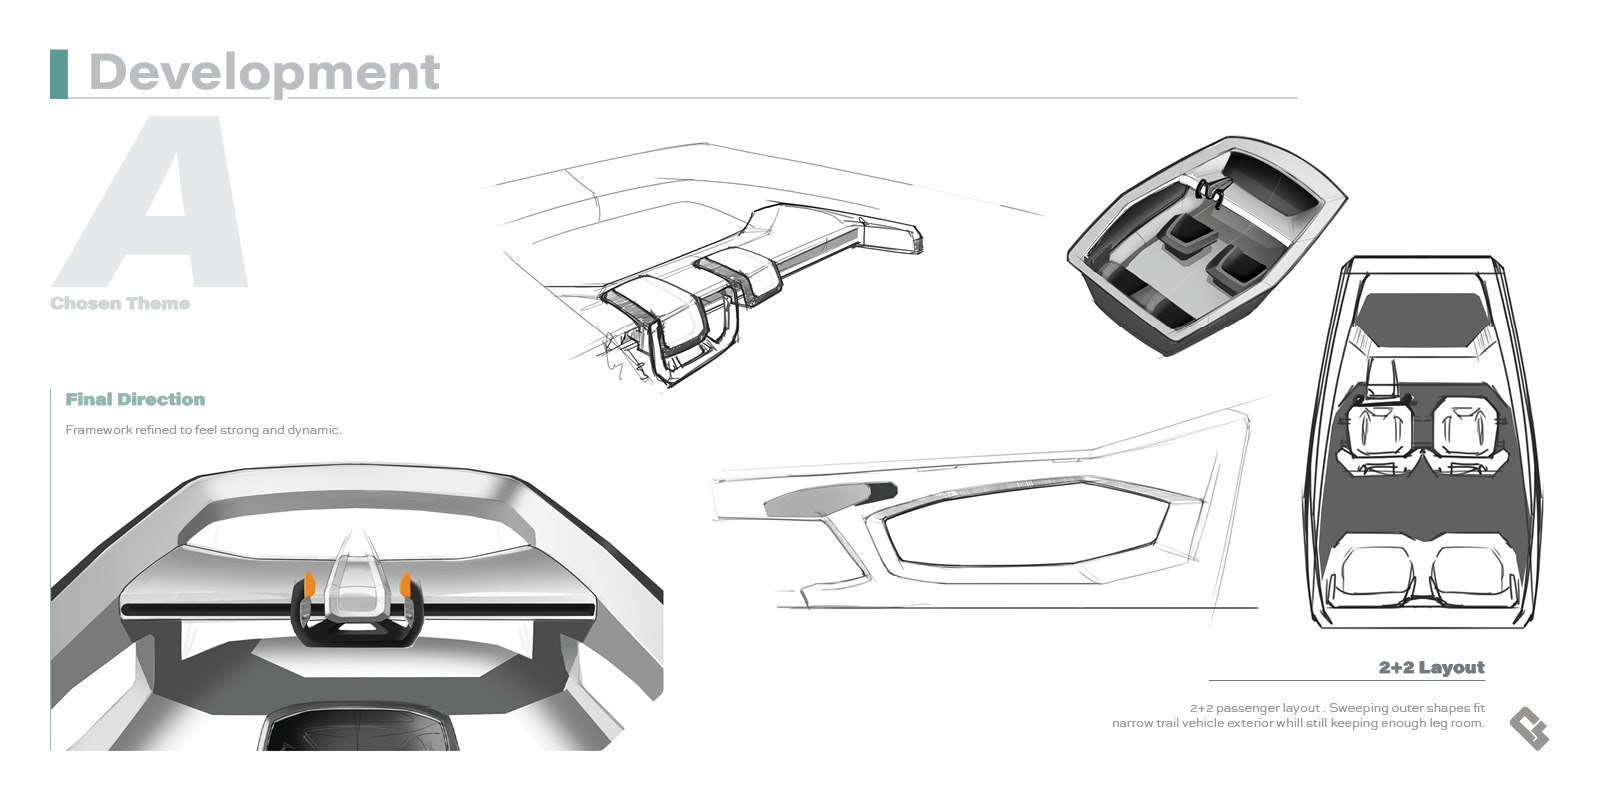 Development
A
Chosen Theme
Final Direction
Framework refined to feel strong and dynamic.
2+2 Layout
2+2 passenger layout . Sweeping outer shapes fit
narrow trail vehicle exterior whill still keeping enough leg room.